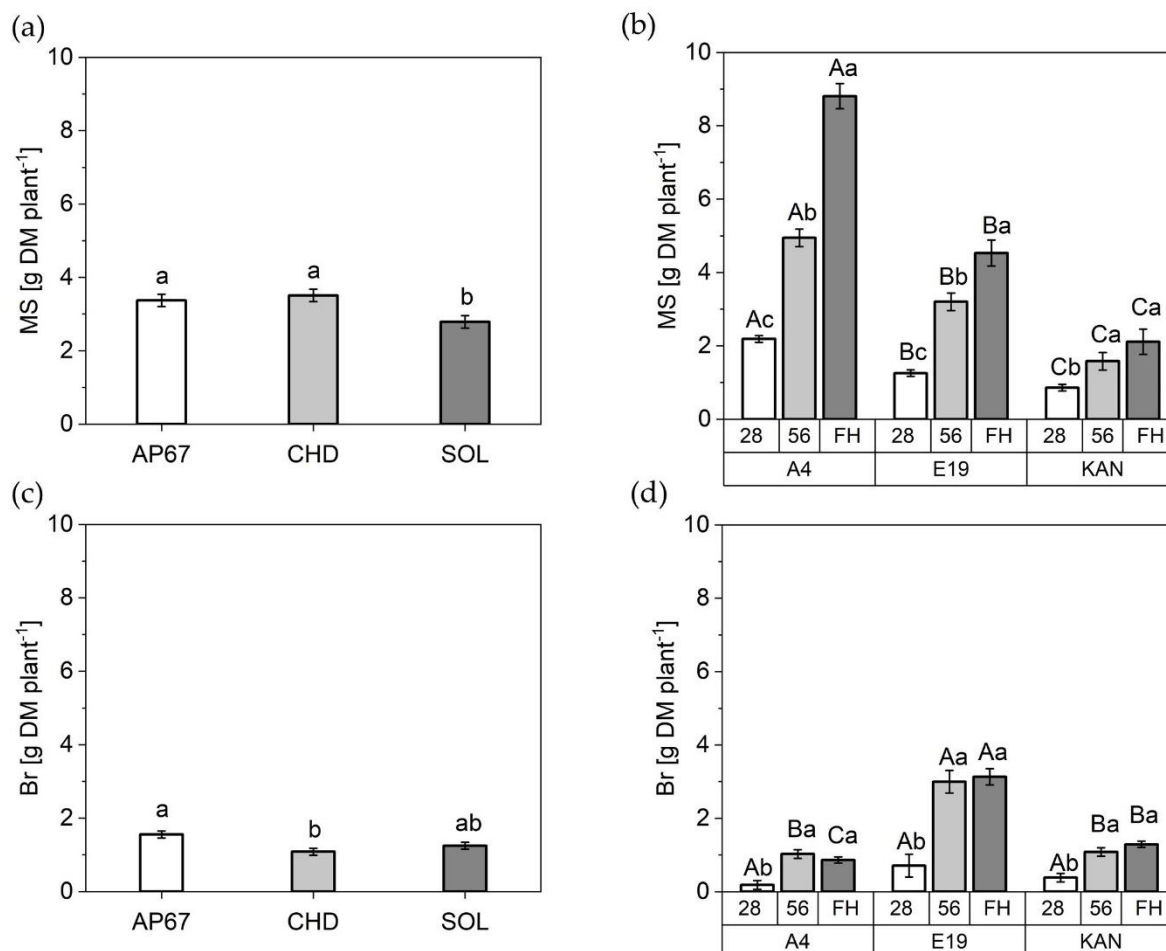 (a)
10
8
6
4
2
0
MS [g DM plant⁻¹]
a
a
b
AP67 CHD SOL
(b)
10
8
6
4
2
0
MS [g DM plant⁻¹]
Ac Ab Aa
Bc Bb Ba
Cb Ca Ca
28 56 FH 28 56 FH 28 56 FH
A4 E19 KAN
(c)
10
8
6
4
2
0
Br [g DM plant⁻¹]
a
b
ab
AP67 CHD SOL
(d)
10
8
6
4
2
0
Br [g DM plant⁻¹]
Ab Ba Ca
Ab Aa Aa
Ab Ba Ba
28 56 FH 28 56 FH 28 56 FH
A4 E19 KAN